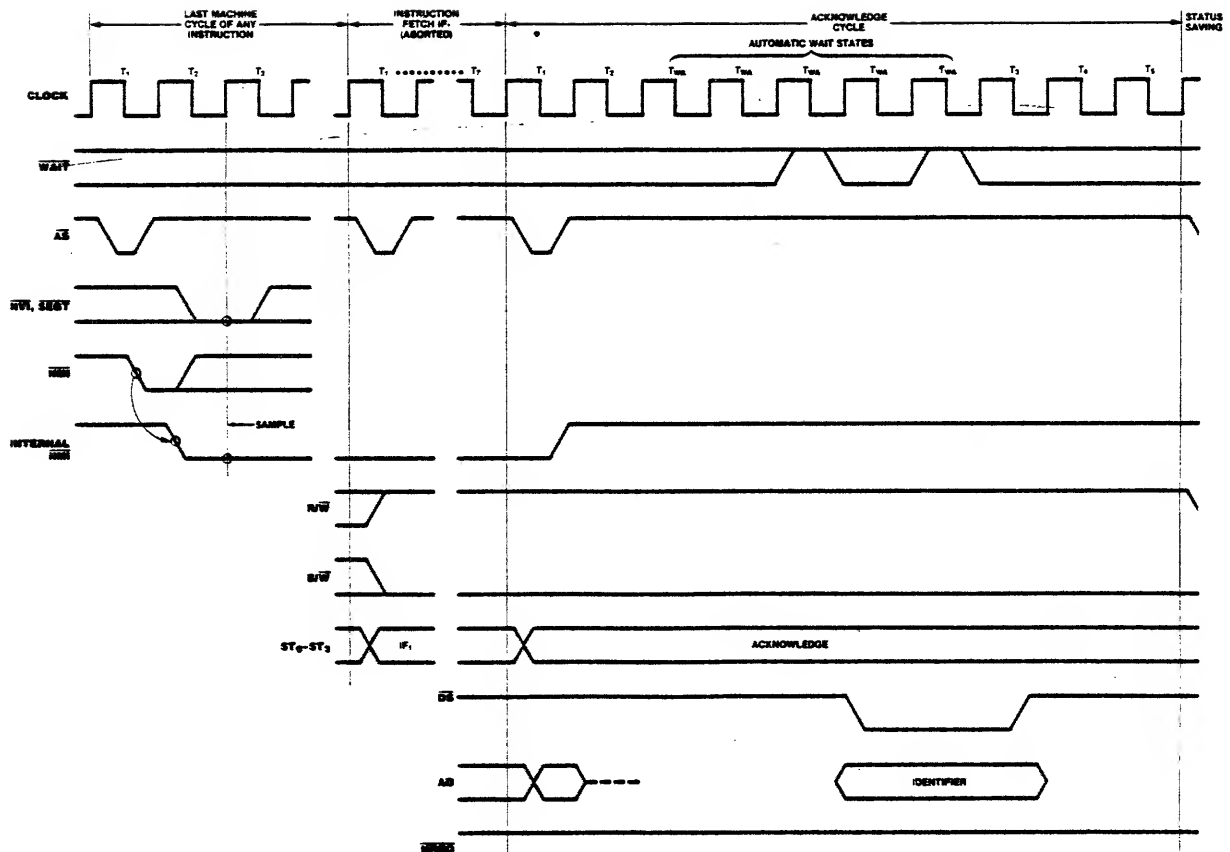 LAST MACHINE
CYCLE OF ANY
INSTRUCTION
INSTRUCTION
FETCH IF₁
(ABORTED)
ACKNOWLEDGE
CYCLE
STATUS
SAVING
AUTOMATIC WAIT STATES
T₁ T₂ T₃ T₁ T₇ T₁ T₂ TWA TWA TWA TWA TWA T₃ T₄ T₅
CLOCK
WAIT
AS
NVI, SEGT
NMI
SAMPLE
INTERNAL
NMI
R/W
B/W
ST₀-ST₃ IF₁ ACKNOWLEDGE
DS
AD IDENTIFIER